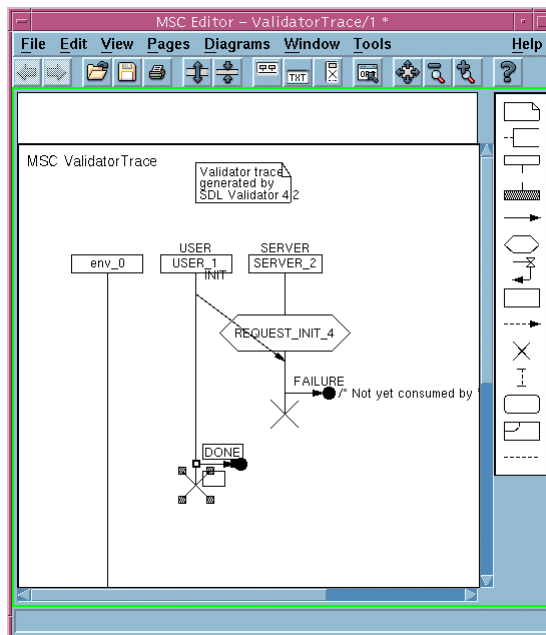 MSC Editor – ValidatorTrace/1 *
File Edit View Pages Diagrams Window Tools Help
TXT
MSC ValidatorTrace
Validator trace
generated by
SDL Validator 4.2
USER SERVER
env_0 USER_1 SERVER_2
INIT
REQUEST_INIT_4
FAILURE
/* Not yet consumed by
DONE